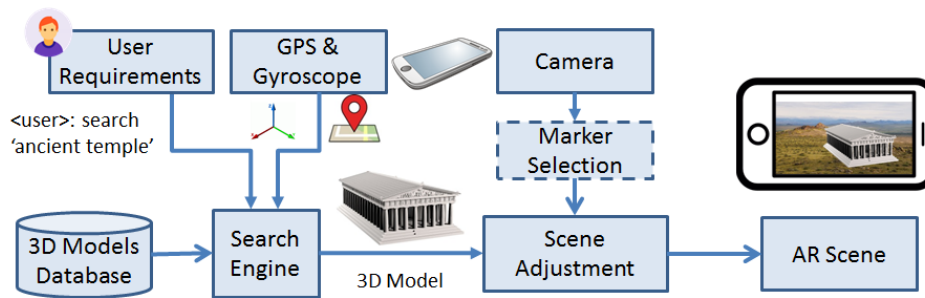 User
Requirements
GPS &
Gyroscope
Camera
<user>: search
‘ancient temple’
Marker
Selection
3D Models
Database
Search
Engine
3D Model
Scene
Adjustment
AR Scene